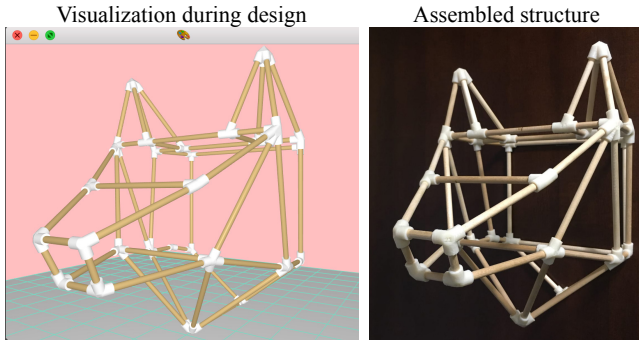 Visualization during design
Assembled structure